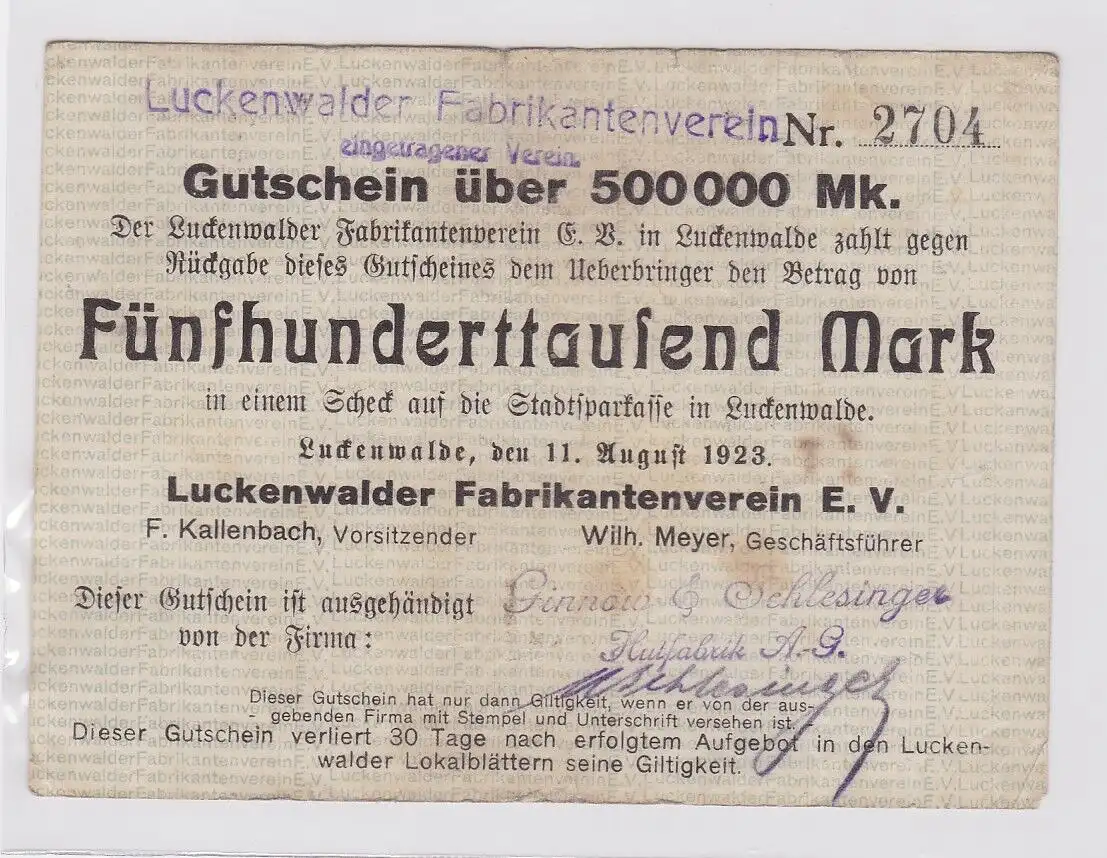 Luckenwalder Fabrikantenverein Nr. 2704
eingetragener Verein.
Gutschein über 500000 Mk.
Der Luckenwalder Fabrikantenverein E. V. in Luckenwalde zahlt gegen
Rückgabe dieses Gutscheines dem Ueberbringer den Betrag von
Fünfhunderttausend Mark
in einem Scheck auf die Stadtsparkasse in Luckenwalde.
Luckenwalde, den 11. August 1923.
Luckenwalder Fabrikantenverein E. V.
F. Kallenbach, Vorsitzender Wilh. Meyer, Geschäftsführer
Dieser Gutschein ist ausgehändigt
von der Firma:
Ginnow & Schlesinger
Hutfabrik A.-G.
Schlesinger
Dieser Gutschein hat nur dann Giltigkeit, wenn er von der aus-
gebenden Firma mit Stempel und Unterschrift versehen ist.
Dieser Gutschein verliert 30 Tage nach erfolgtem Aufgebot in den Lucken-
walder Lokalblättern seine Giltigkeit.